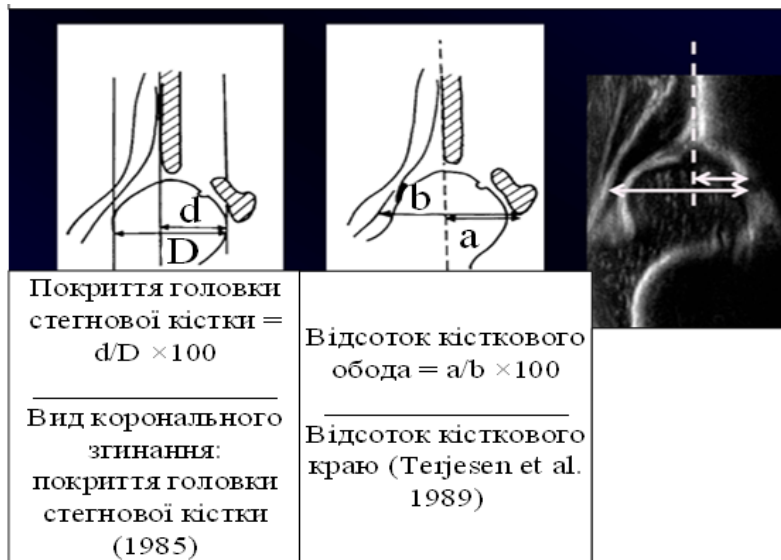 d
D
b
a
Покриття головки
стегнової кістки =
d/D ×100
Вид коронального
згинання:
покриття головки
стегнової кістки
(1985)
Відсоток кісткового
обода = a/b ×100
Відсоток кісткового
краю (Terjesen et al.
1989)